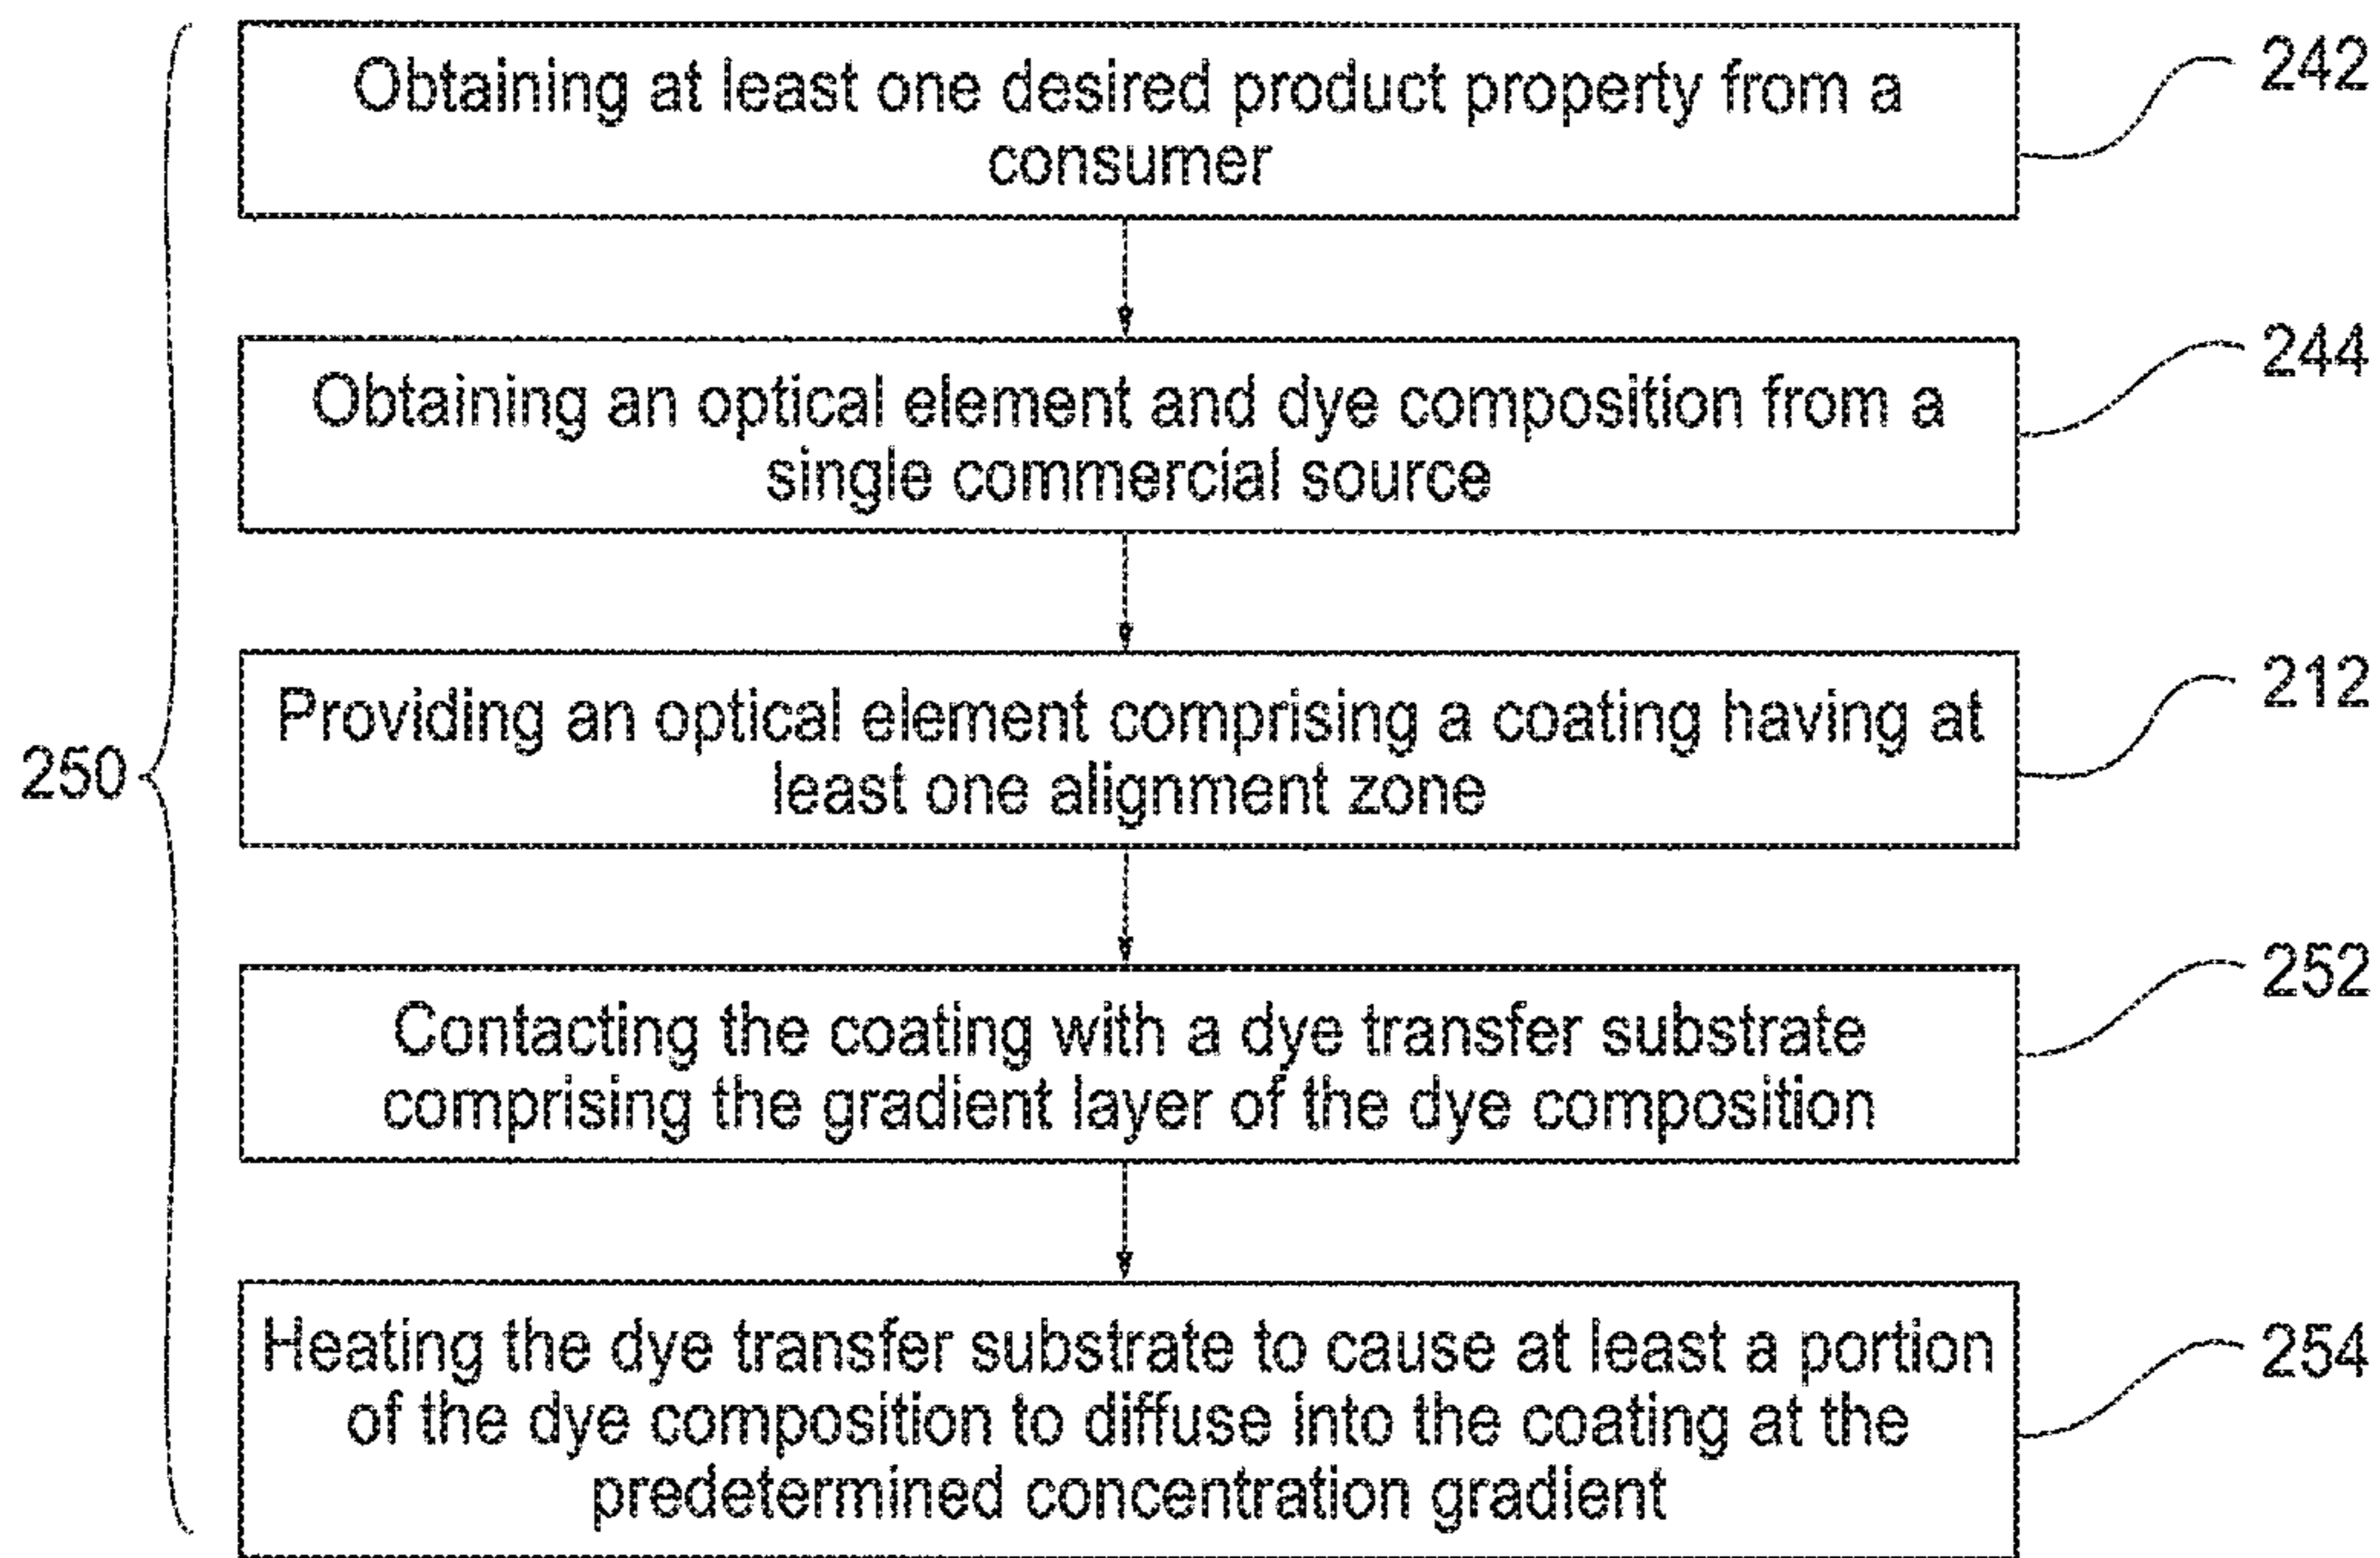 Obtaining at least one desired product property from a
consumer
242
Obtaining an optical element and dye composition from a
single commercial source
244
Providing an optical element comprising a coating having at
least one alignment zone
212
250
Contacting the coating with a dye transfer substrate
comprising the gradient layer of the dye composition
252
Heating the dye transfer substrate to cause at least a portion
of the dye composition to diffuse into the coating at the
predetermined concentration gradient
254